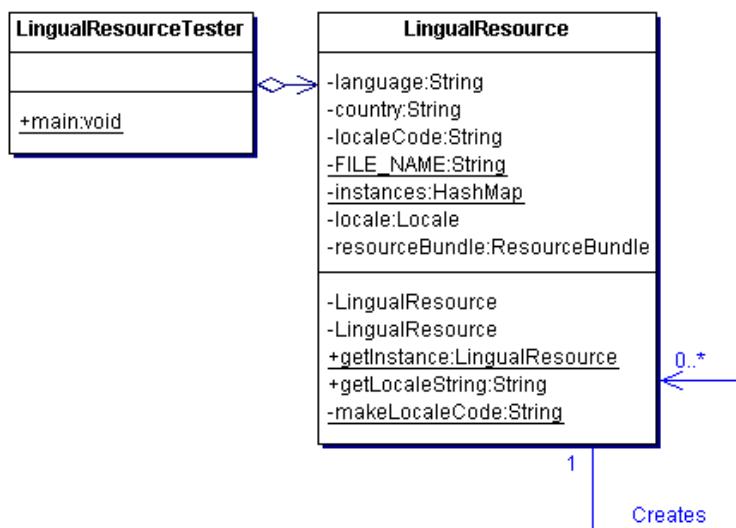 LingualResourceTester
+main:void
LingualResource
-language:String
-country:String
-localeCode:String
-FILE_NAME:String
-instances:HashMap
-locale:Locale
-resourceBundle:ResourceBundle
-LingualResource
-LingualResource
+getInstance:LingualResource
+getLocaleString:String
-makeLocaleCode:String
0..*
1
Creates